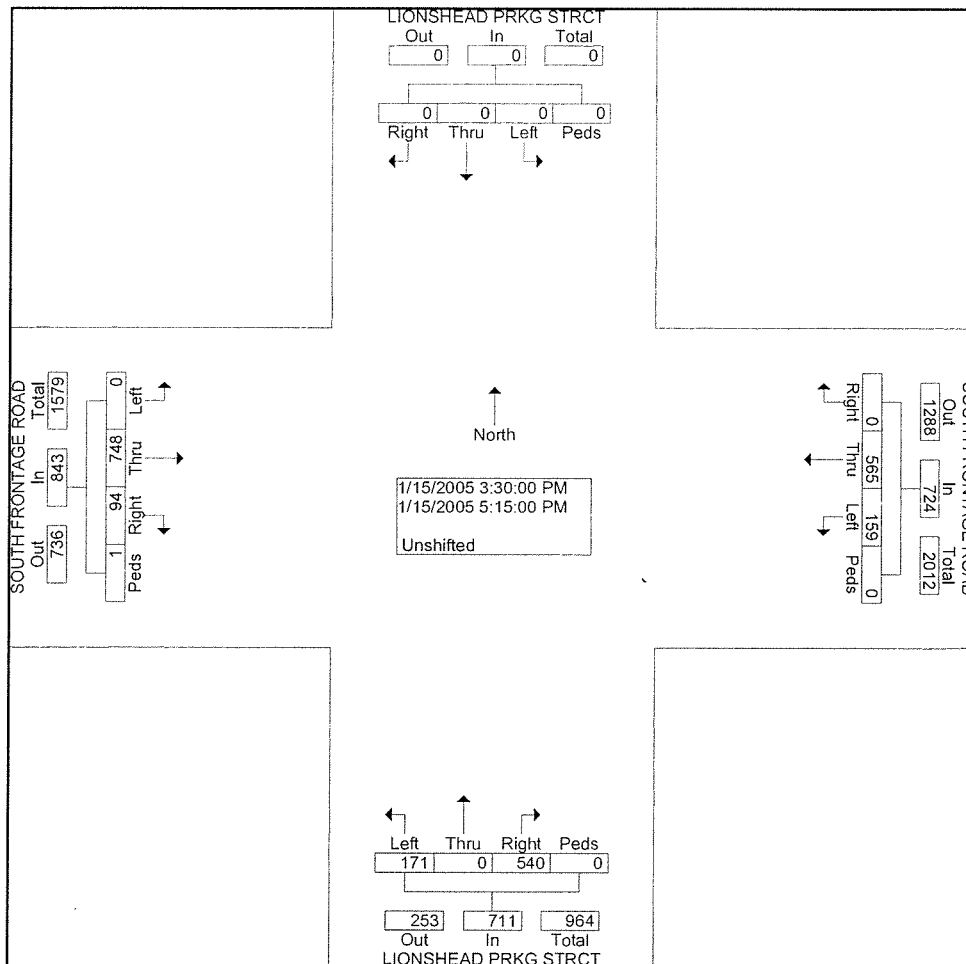 LIONSHEAD PRKG STRCT
Out In Total
0 0 0
0 0 0 0
Right Thru Left Peds
SOUTH FRONTAGE ROAD
Total In Out
1579 843 736
0 748 94 1
Left Thru Right Peds
North
1/15/2005 3:30:00 PM
1/15/2005 5:15:00 PM
Unshifted
Right Thru Left Peds
0 565 159 0
1288 724 2012
Out In Total
SOUTH FRONTAGE ROAD
Left Thru Right Peds
171 0 540 0
253 711 964
Out In Total
LIONSHEAD PRKG STRCT